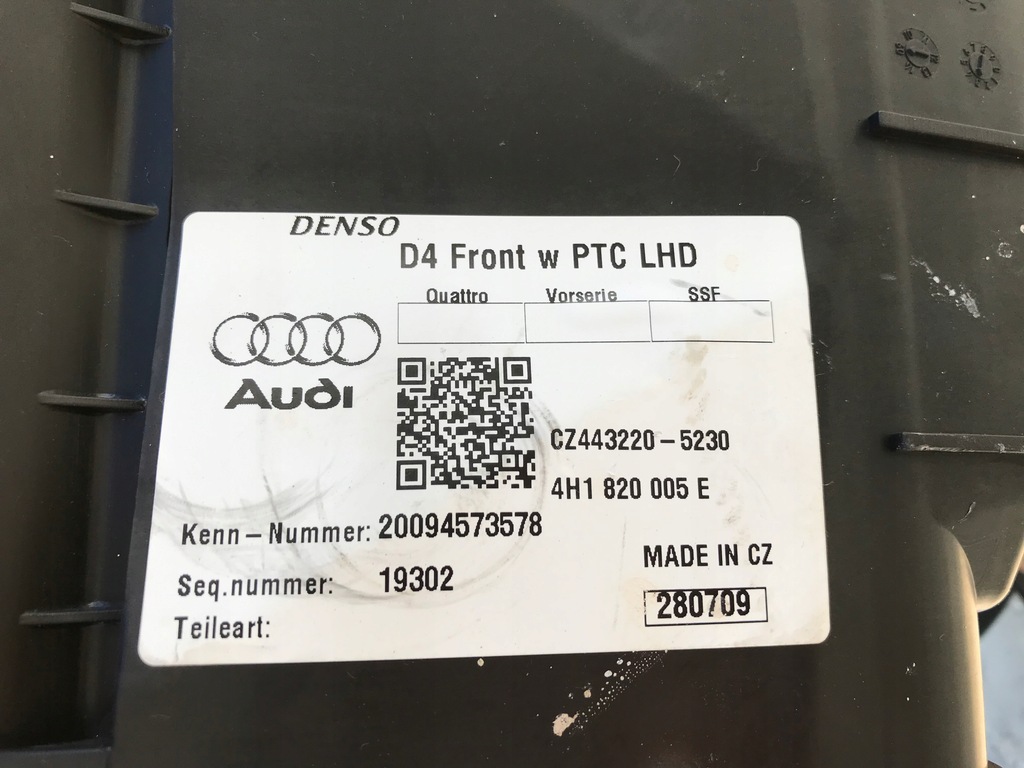 DENSO
D4 Front w PTC LHD
Quattro Vorserie SSF
Audi
CZ443220-5230
4H1 820 005 E
Kenn-Nummer: 20094573578
MADE IN CZ
Seq.nummer: 19302
280709
Teileart: